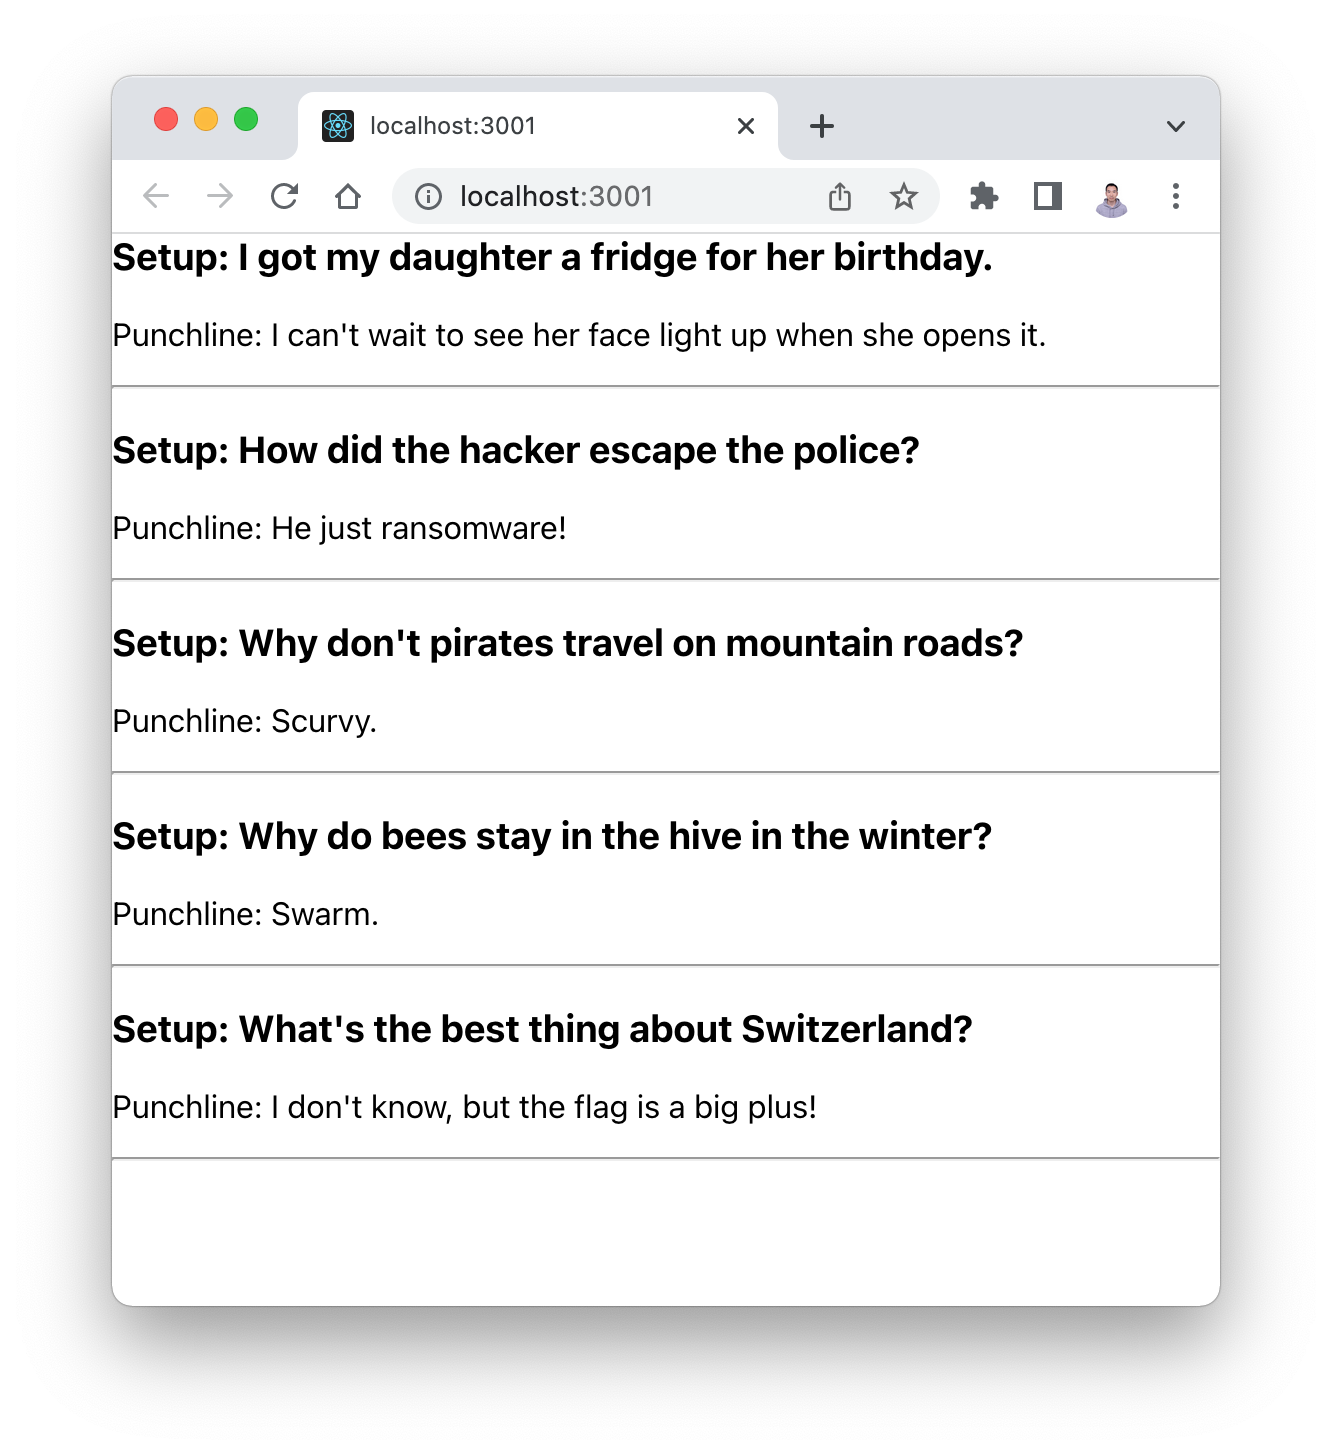 localhost:3001
localhost:3001
Setup: I got my daughter a fridge for her birthday.
Punchline: I can't wait to see her face light up when she opens it.
Setup: How did the hacker escape the police?
Punchline: He just ransomware!
Setup: Why don't pirates travel on mountain roads?
Punchline: Scurvy.
Setup: Why do bees stay in the hive in the winter?
Punchline: Swarm.
Setup: What's the best thing about Switzerland?
Punchline: I don't know, but the flag is a big plus!